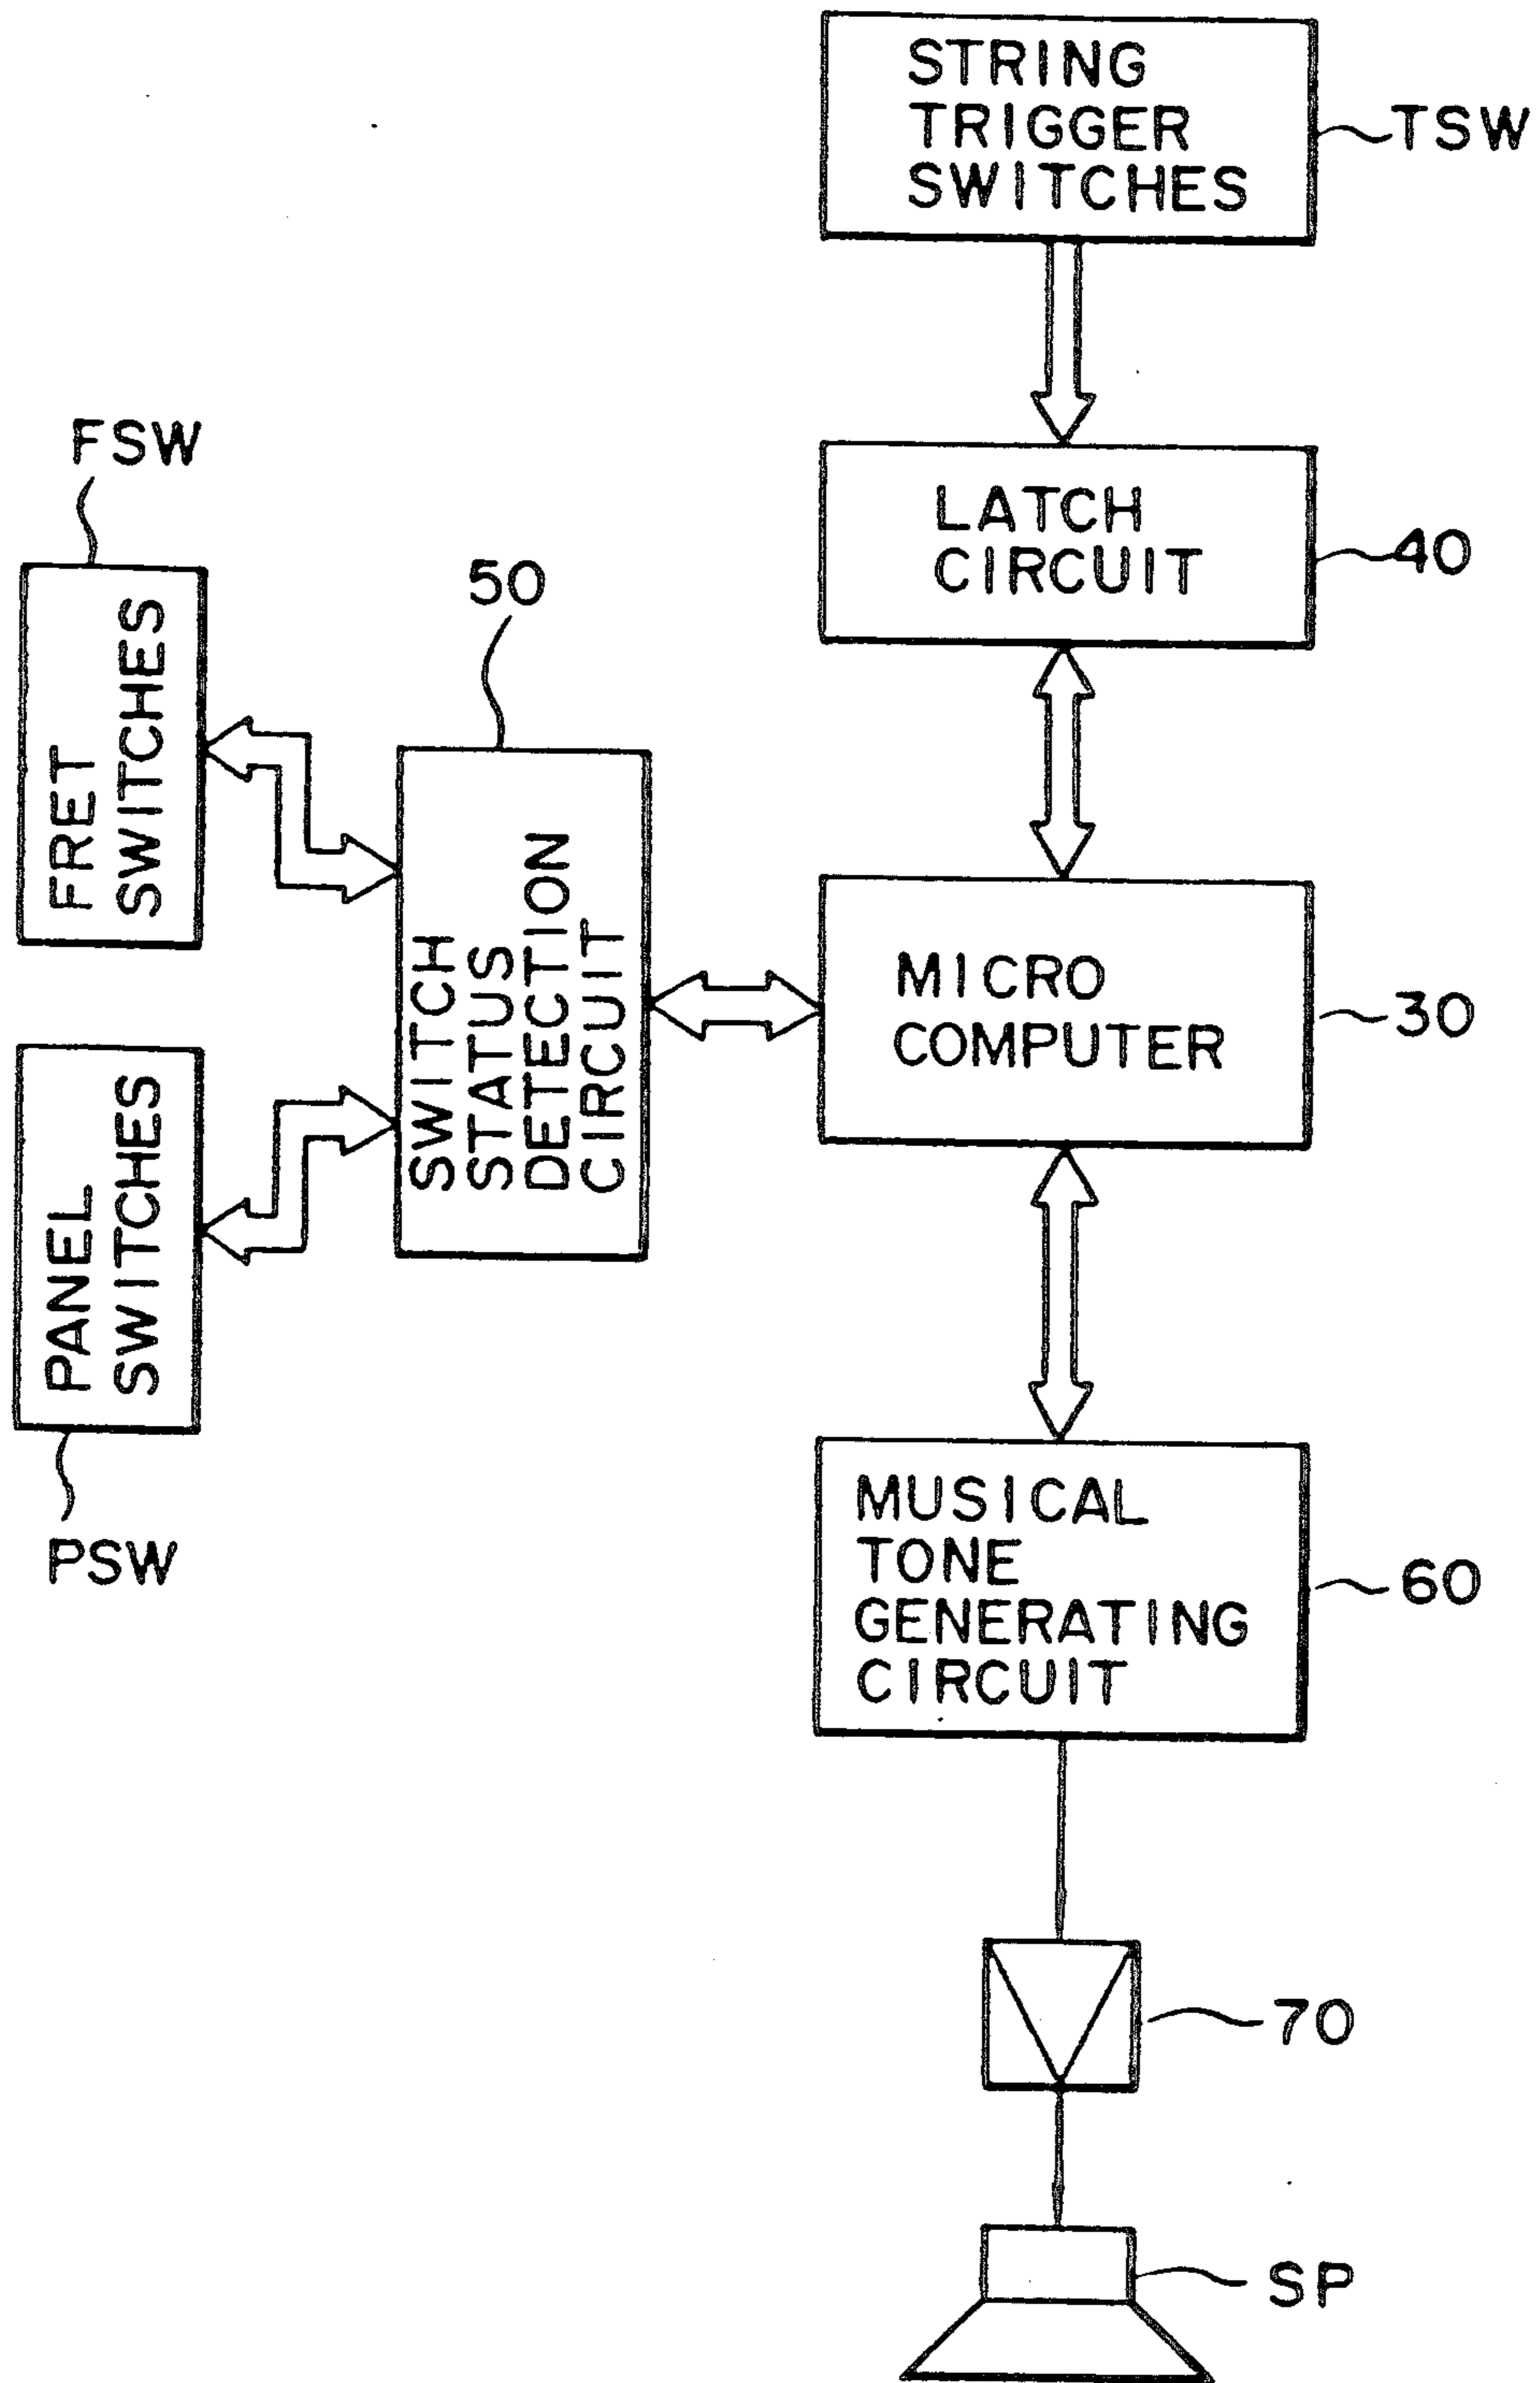 STRING
TRIGGER
SWITCHES
TSW
LATCH
CIRCUIT
40
FSW
FRET
SWITCHES
50
SWITCH
STATUS
DETECTION
CIRCUIT
MICRO
COMPUTER
30
PANEL
SWITCHES
PSW
MUSICAL
TONE
GENERATING
CIRCUIT
60
70
SP